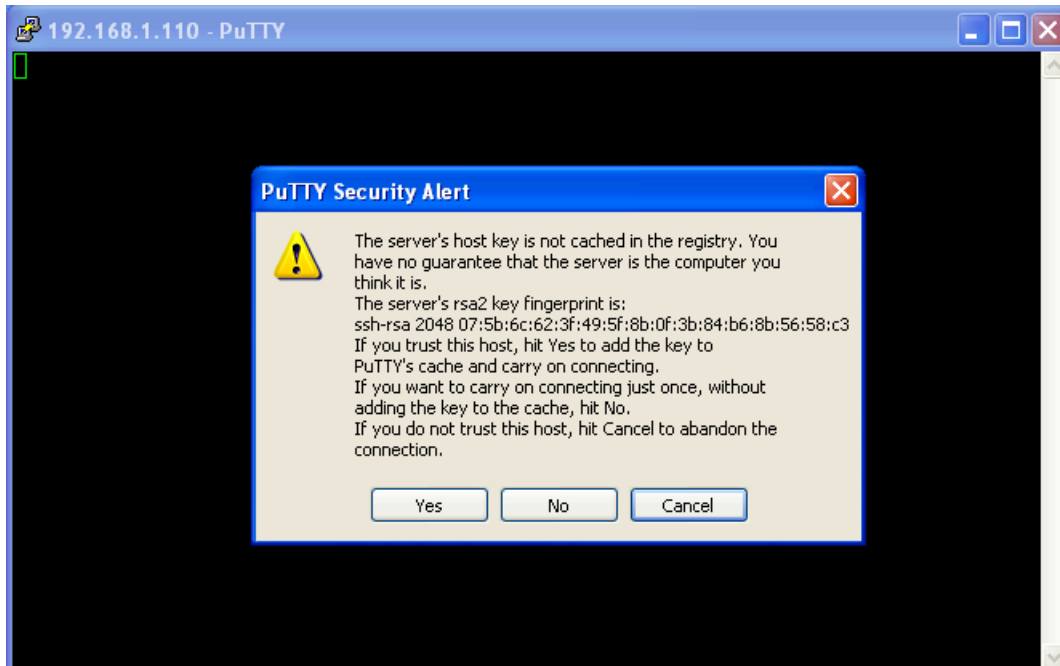 192.168.1.110 - PuTTY
PuTTY Security Alert
The server's host key is not cached in the registry. You
have no guarantee that the server is the computer you
think it is.
The server's rsa2 key fingerprint is:
ssh-rsa 2048 07:5b:6c:62:3f:49:5f:8b:0f:3b:84:b6:8b:56:58:c3
If you trust this host, hit Yes to add the key to
PuTTY's cache and carry on connecting.
If you want to carry on connecting just once, without
adding the key to the cache, hit No.
If you do not trust this host, hit Cancel to abandon the
connection.
Yes No Cancel